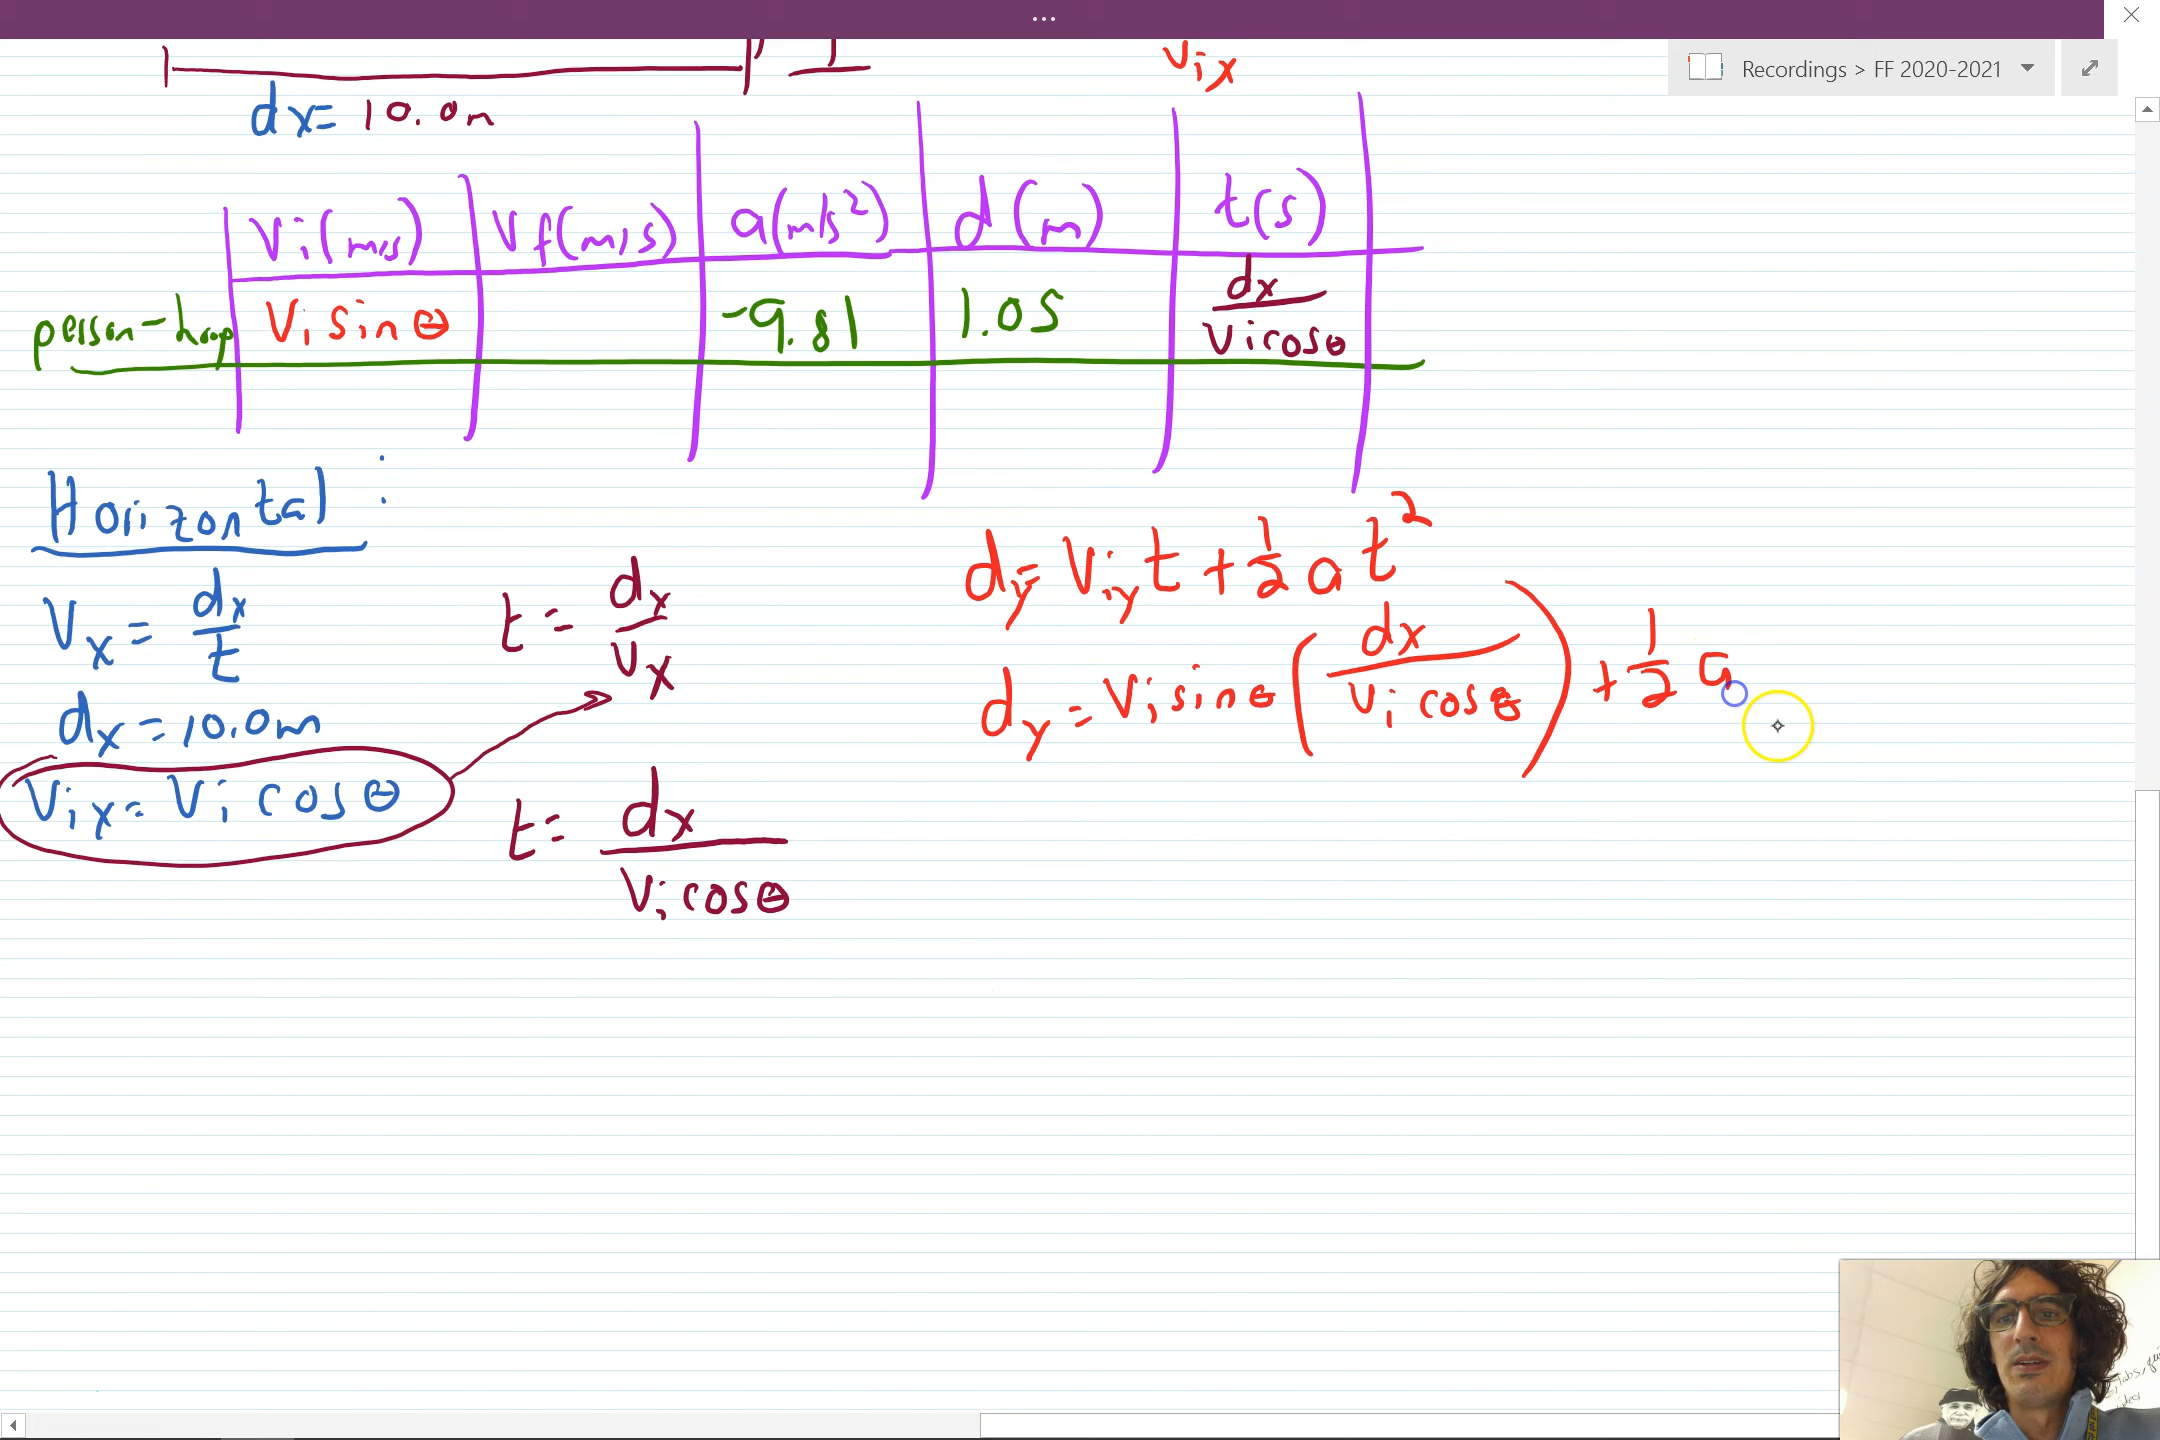 ...
Vix
Recordings > FF 2020-2021
dx= 10.0m
Vi(m/s) Vf(m/s) a(m/s²) d(m) t(s)
person-hoop Vi sinθ -9.81 1.05 dx/Vicosθ
Horizontal:
Vx = dx/t
dx = 10.0m
Vix= Vi cosθ
t= dx/Vx
t= dx/Vi cosθ
dy= Viy t + 1/2 a t²
dy = Vi sinθ (dx/Vi cosθ) + 1/2 a